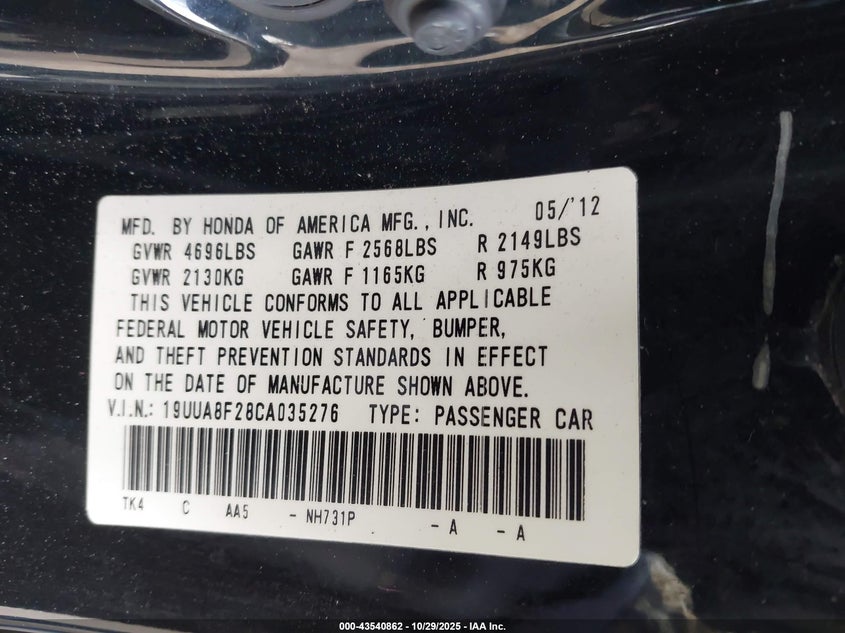 05/'12
MFD. BY HONDA OF AMERICA MFG., INC.
GVWR 4696LBS GAWR F 2568LBS R 2149LBS
GVWR 2130KG GAWR F 1165KG R 975KG
THIS VEHICLE CONFORMS TO ALL APPLICABLE
FEDERAL MOTOR VEHICLE SAFETY, BUMPER,
AND THEFT PREVENTION STANDARDS IN EFFECT
ON THE DATE OF MANUFACTURE SHOWN ABOVE.
V.I.N.: 19UUA8F28CA035276 TYPE: PASSENGER CAR
TK4 C AA5 - NH731P - A - A
000-43540862 - 10/29/2025 - IAA Inc.